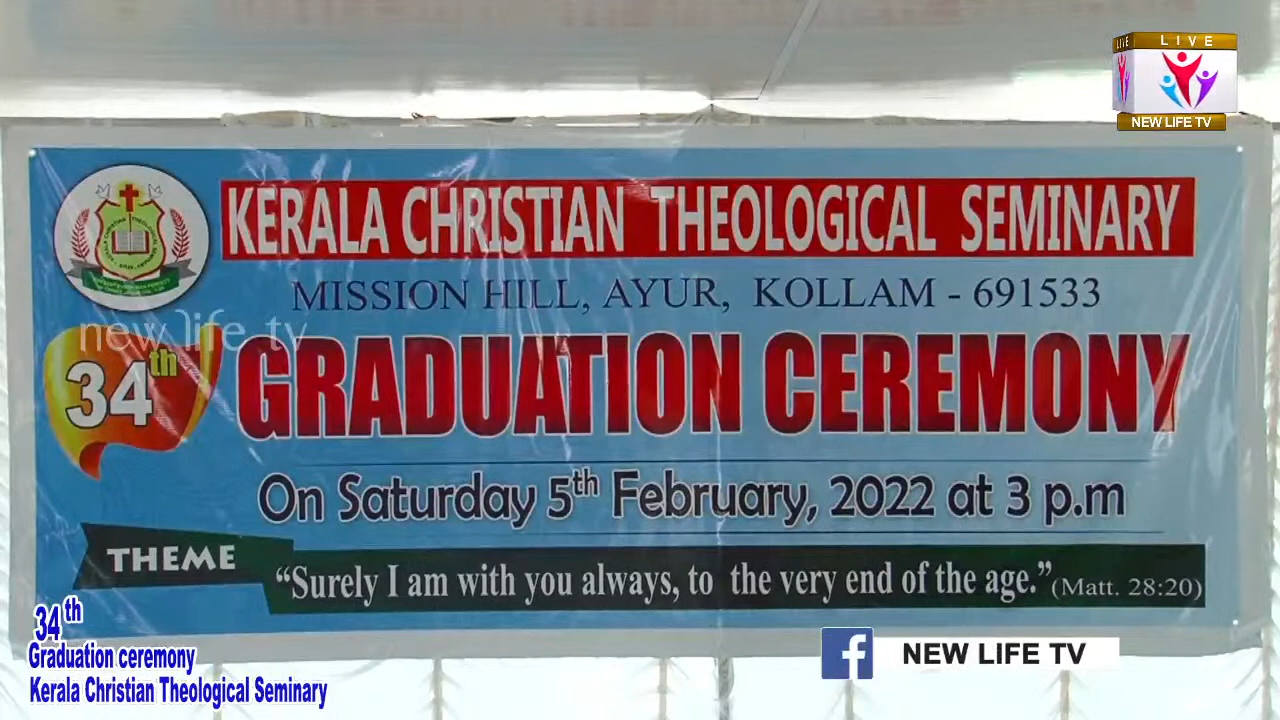 LIVE
LIVE
NEW LIFE TV
KERALA CHRISTIAN THEOLOGICAL SEMINARY
MISSION HILL, AYUR, KOLLAM - 691533
new life tv
34th
GRADUATION CEREMONY
On Saturday 5th February, 2022 at 3 p.m
THEME
“Surely I am with you always, to the very end of the age.” (Matt. 28:20)
34th
Graduation ceremony
Kerala Christian Theological Seminary
f NEW LIFE TV